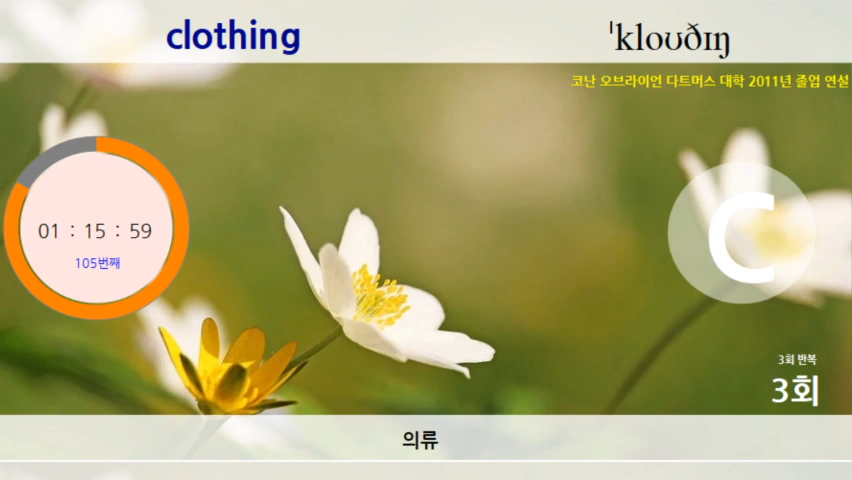 clothing
ˈkloʊðɪŋ
코난 오브라이언 다트머스 대학 2011년 졸업 연설
01 : 15 : 59
105번째
C
3회 반복
3회
의류